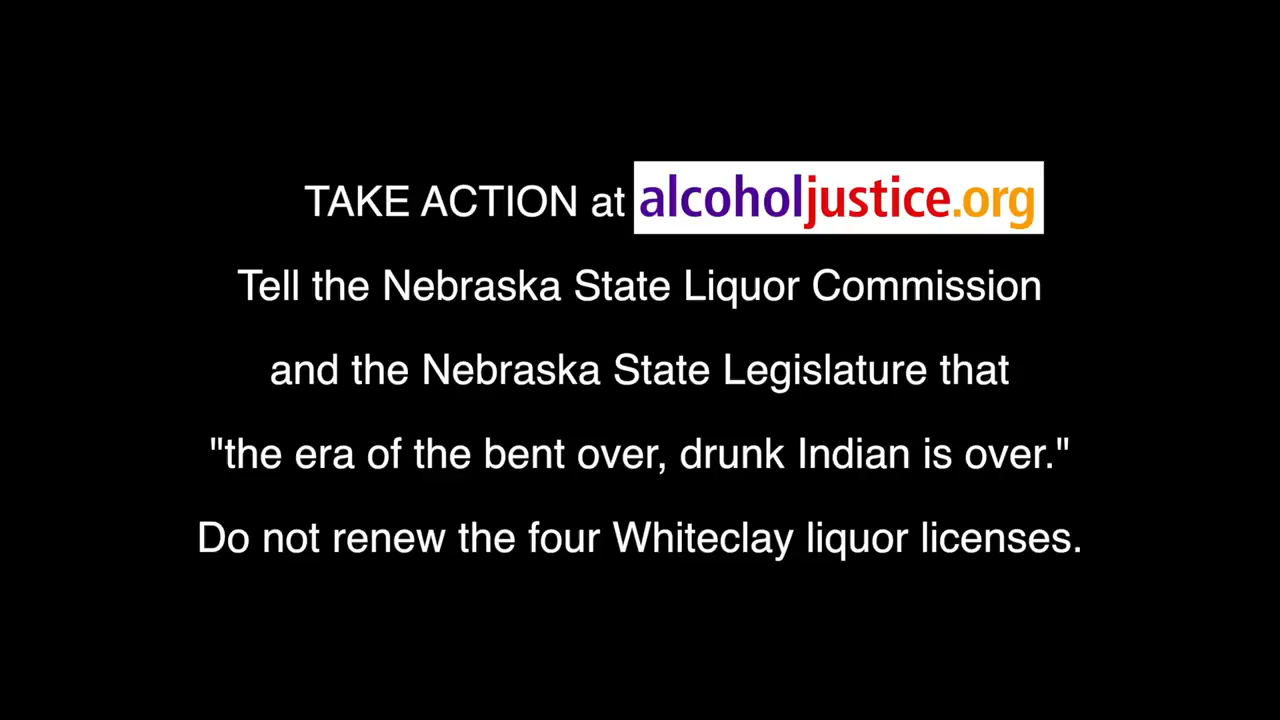 TAKE ACTION at alcoholjustice.org
Tell the Nebraska State Liquor Commission
and the Nebraska State Legislature that
"the era of the bent over, drunk Indian is over."
Do not renew the four Whiteclay liquor licenses.